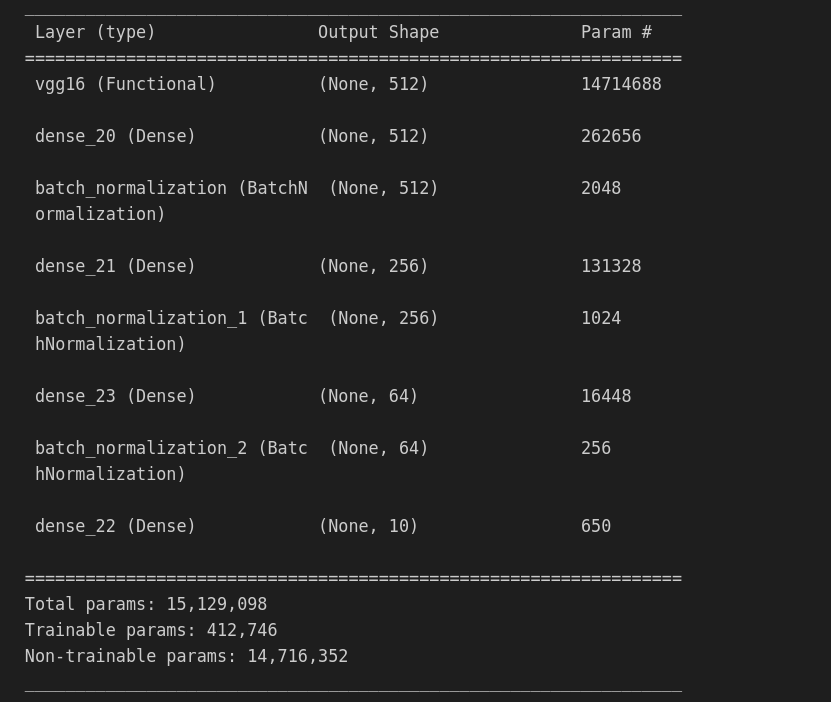 Layer (type) Output Shape Param #
=================================================================
vgg16 (Functional) (None, 512) 14714688
dense_20 (Dense) (None, 512) 262656
batch_normalization (BatchN (None, 512) 2048
ormalization)
dense_21 (Dense) (None, 256) 131328
batch_normalization_1 (Batc (None, 256) 1024
hNormalization)
dense_23 (Dense) (None, 64) 16448
batch_normalization_2 (Batc (None, 64) 256
hNormalization)
dense_22 (Dense) (None, 10) 650
=================================================================
Total params: 15,129,098
Trainable params: 412,746
Non-trainable params: 14,716,352